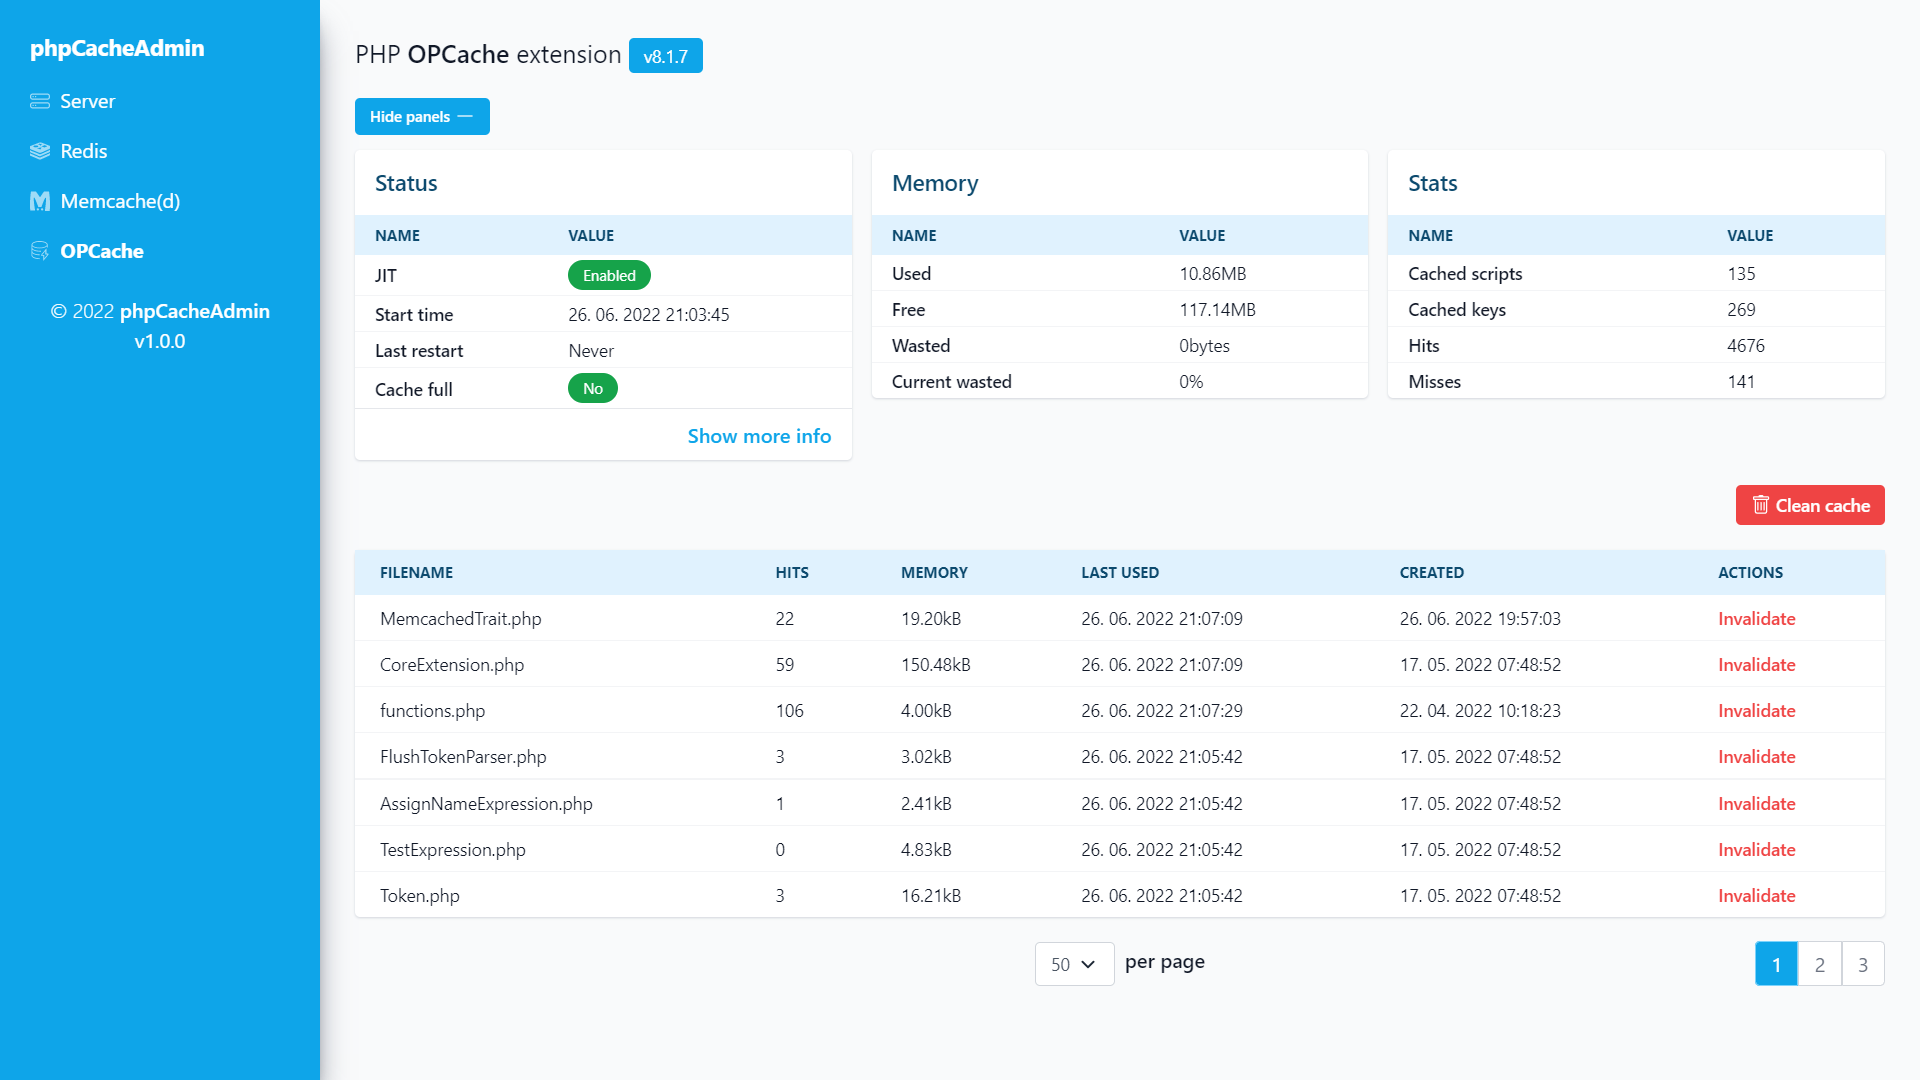 phpCacheAdmin
Server
Redis
Memcache(d)
OPCache
© 2022 phpCacheAdmin
v1.0.0
PHP OPCache extension v8.1.7
Hide panels
Status
NAME VALUE
JIT Enabled
Start time 26. 06. 2022 21:03:45
Last restart Never
Cache full No
Show more info
Memory
NAME VALUE
Used 10.86MB
Free 117.14MB
Wasted 0bytes
Current wasted 0%
Stats
NAME VALUE
Cached scripts 135
Cached keys 269
Hits 4676
Misses 141
Clean cache
FILENAME HITS MEMORY LAST USED CREATED ACTIONS
MemcachedTrait.php 22 19.20kB 26. 06. 2022 21:07:09 26. 06. 2022 19:57:03 Invalidate
CoreExtension.php 59 150.48kB 26. 06. 2022 21:07:09 17. 05. 2022 07:48:52 Invalidate
functions.php 106 4.00kB 26. 06. 2022 21:07:29 22. 04. 2022 10:18:23 Invalidate
FlushTokenParser.php 3 3.02kB 26. 06. 2022 21:05:42 17. 05. 2022 07:48:52 Invalidate
AssignNameExpression.php 1 2.41kB 26. 06. 2022 21:05:42 17. 05. 2022 07:48:52 Invalidate
TestExpression.php 0 4.83kB 26. 06. 2022 21:05:42 17. 05. 2022 07:48:52 Invalidate
Token.php 3 16.21kB 26. 06. 2022 21:05:42 17. 05. 2022 07:48:52 Invalidate
50 per page
1 2 3